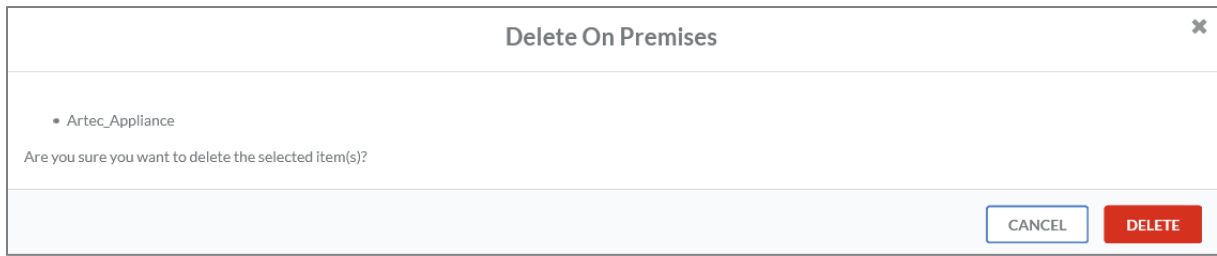 Delete On Premises
• Artec_Appliance
Are you sure you want to delete the selected item(s)?
CANCEL
DELETE